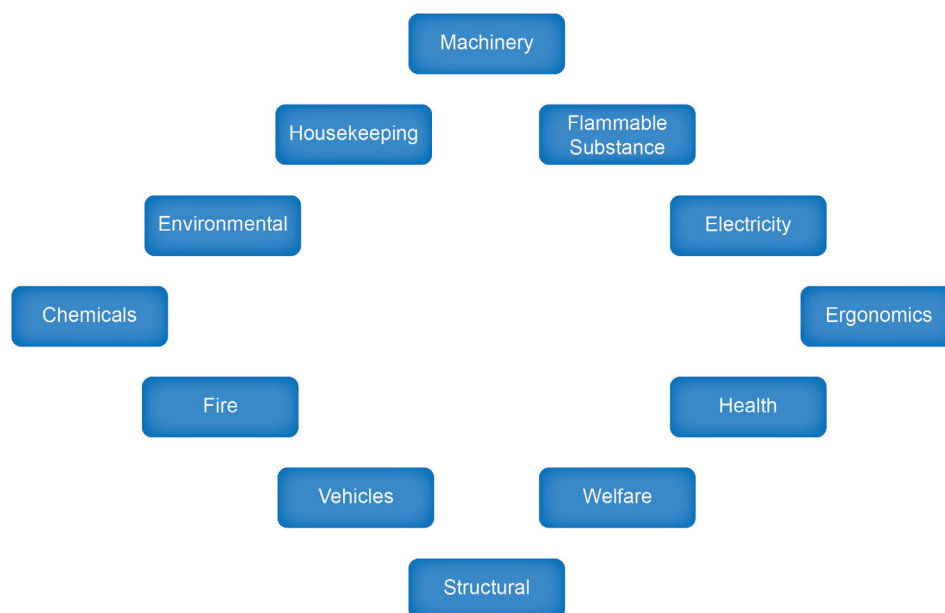 Machinery
Housekeeping
Flammable
Substance
Environmental
Electricity
Chemicals
Ergonomics
Fire
Health
Vehicles
Welfare
Structural